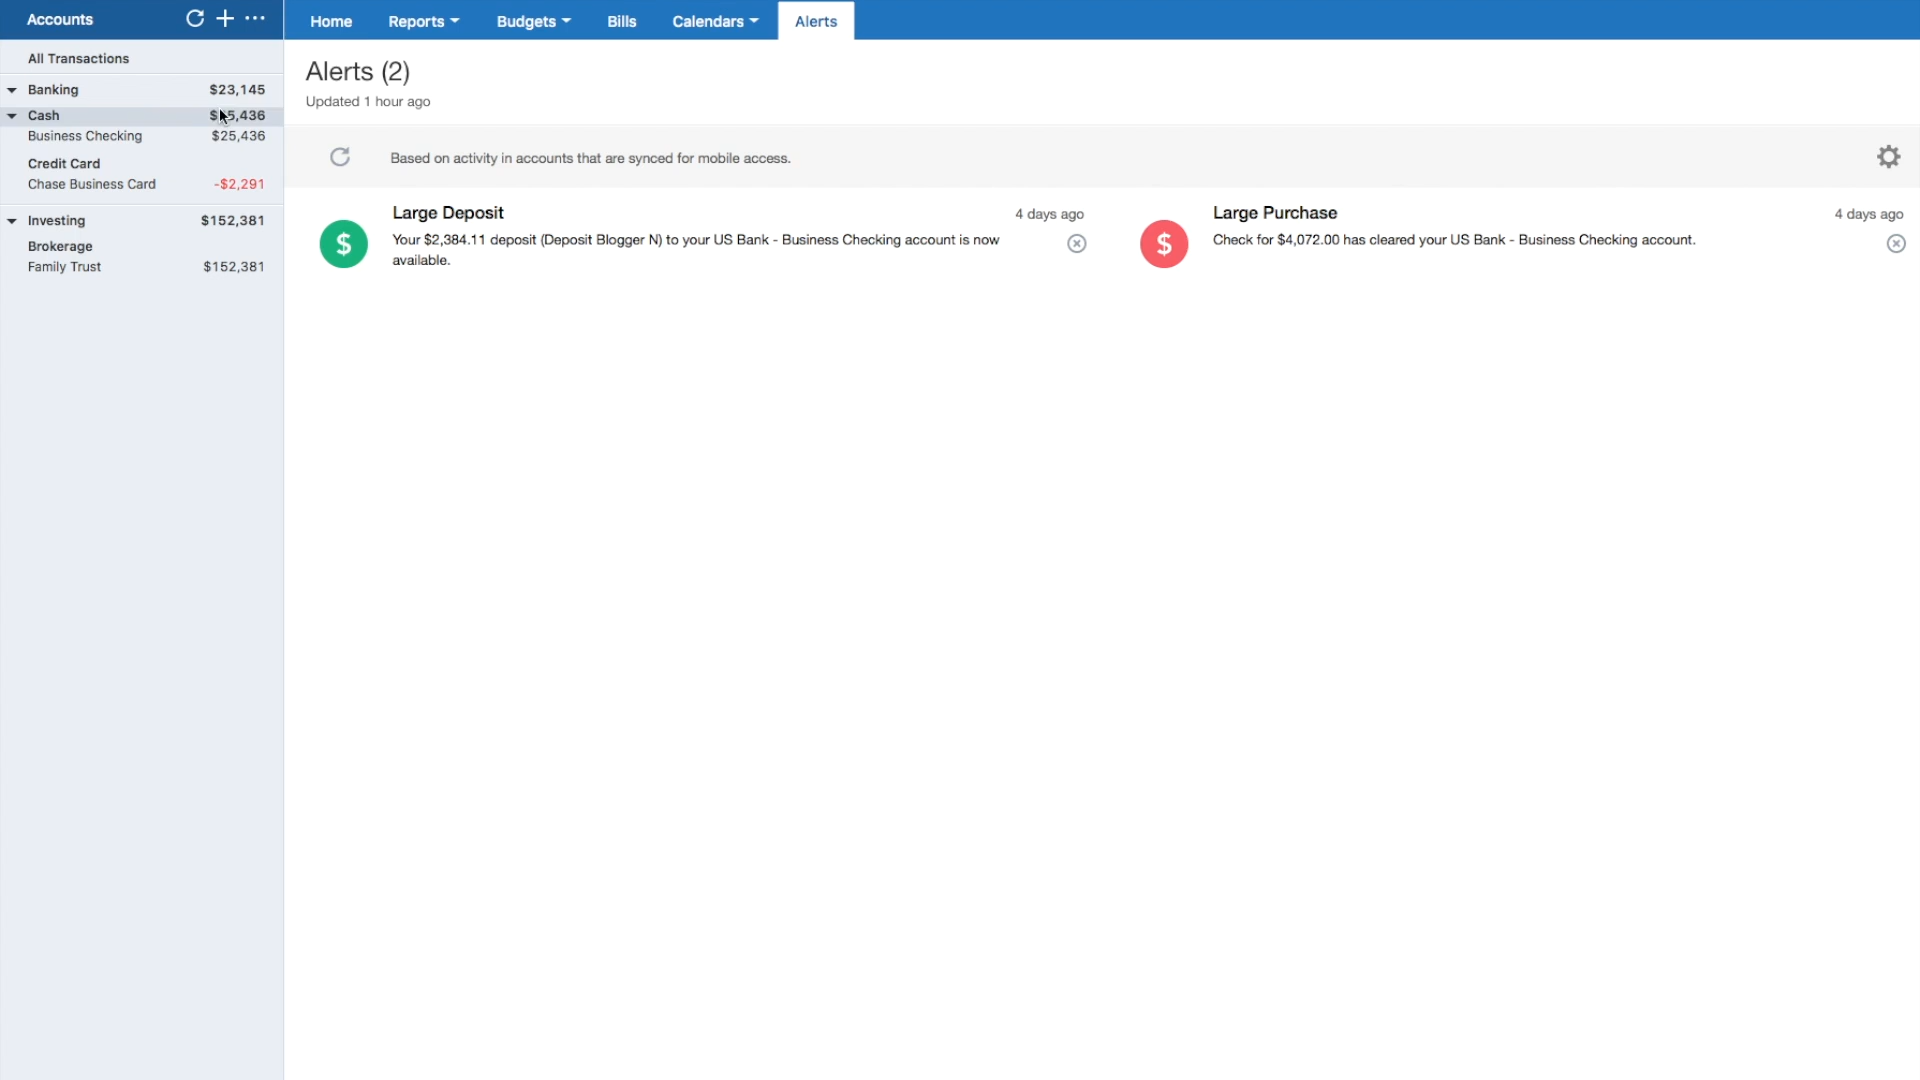 Accounts
Home
Reports
Budgets
Bills
Calendars
Alerts
All Transactions
Banking $23,145
Cash
Business Checking $25,436
Credit Card
Chase Business Card -$2,291
Investing $152,381
Brokerage
Family Trust $152,381
Alerts (2)
Updated 1 hour ago
Based on activity in accounts that are synced for mobile access.
Large Deposit
4 days ago
Your $2,384.11 deposit (Deposit Blogger N) to your US Bank - Business Checking account is now
available.
Large Purchase
4 days ago
Check for $4,072.00 has cleared your US Bank - Business Checking account.